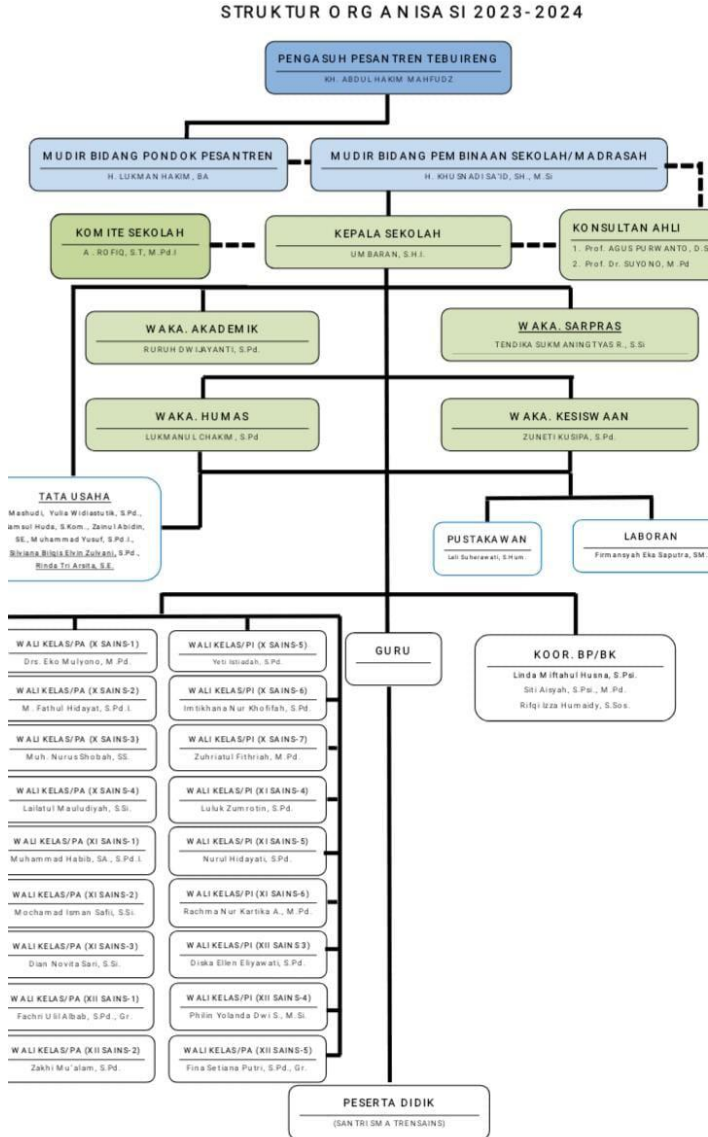 STRUKTUR ORGANISASI 2023-2024
PENGASUH PESANTREN TEBUIRENG
KH. ABDUL HAKIM MAHFUDZ
MUDIR BIDANG PONDOK PESANTREN
H. LUKMAN HAKIM, BA
MUDIR BIDANG PEMBINAAN SEKOLAH/MADRASAH
H. KHUSNADI SA'ID, SH., M.Si
KOMITE SEKOLAH
A. ROFIQ, S.T, M.Pd.I
KEPALA SEKOLAH
UMBARAN, S.H.I.
KONSULTAN AHLI
1. Prof. AGUS PURWANTO, D.S
2. Prof. Dr. SUYONO, M.Pd
WAKA. AKADEMIK
RURUH DWIJAYANTI, S.Pd.
WAKA. SARPRAS
TENDIKA SUKMANINGTYAS R., S.Si
WAKA. HUMAS
LUKMANUL CHAKIM, S.Pd
WAKA. KESISWAAN
ZUNETI KUSIPA, S.Pd.
TATA USAHA
Mashudi, Yulia Widiastutik, S.Pd.,
amsul Huda, S.Kom., Zainul Abidin,
SE., Muhammad Yusuf, S.Pd.I.,
Silviana Bilqis Elvin Zulvani, S.Pd.,
Rinda Tri Arsita, S.E.
PUSTAKAWAN
Laili Suherawati, S.Hum.
LABORAN
Firmansyah Eka Saputra, SM.
WALI KELAS/PA (X SAINS-1)
Drs. Eko Mulyono, M.Pd.
WALI KELAS/PI (X SAINS-5)
Yeti Istiadah, S.Pd.
GURU
KOOR. BP/BK
Linda Miftahul Husna, S.Psi.
Siti Aisyah, S.Psi., M.Pd.
Rifqi Izza Humaidy, S.Sos.
WALI KELAS/PA (X SAINS-2)
M. Fathul Hidayat, S.Pd.I.
WALI KELAS/PI (X SAINS-6)
Imtikhana Nur Khofifah, S.Pd.
WALI KELAS/PA (X SAINS-3)
Muh. Nurus Shobah, SS.
WALI KELAS/PI (X SAINS-7)
Zuhriatul Fithriah, M.Pd.
WALI KELAS/PA (X SAINS-4)
Lailatul Mauludiyah, S.Si.
WALI KELAS/PI (XI SAINS-4)
Luluk Zumrotin, S.Pd.
WALI KELAS/PA (XI SAINS-1)
Muhammad Habib, SA., S.Pd.I.
WALI KELAS/PI (XI SAINS-5)
Nurul Hidayati, S.Pd.
WALI KELAS/PA (XI SAINS-2)
Mochamad Isman Safii, S.Si.
WALI KELAS/PI (XI SAINS-6)
Rachma Nur Kartika A., M.Pd.
WALI KELAS/PA (XI SAINS-3)
Dian Novita Sari, S.Si.
WALI KELAS/PI (XII SAINS 3)
Diska Ellen Eliyawati, S.Pd.
WALI KELAS/PA (XII SAINS-1)
Fachri Ulil Albab, S.Pd., Gr.
WALI KELAS/PI (XII SAINS-4)
Philin Yolanda Dwi S., M.Si.
WALI KELAS/PA (XII SAINS-2)
Zakhi Mu'alam, S.Pd.
WALI KELAS/PA (XII SAINS-5)
Fina Setiana Putri, S.Pd., Gr.
PESERTA DIDIK
(SANTRI SMA TRENSAINS)